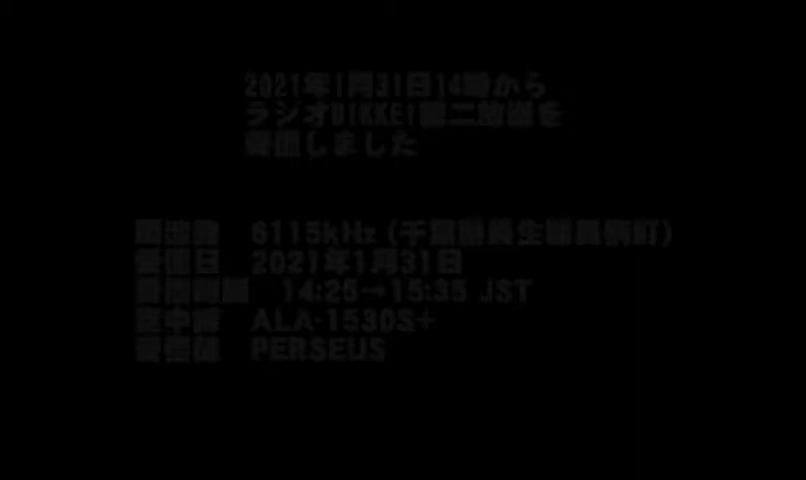 2021年1月31日14時から
ラジオNIKKEI第二放送を
受信しました
周波数 6115kHz (千葉県長生郡長柄町)
受信日 2021年1月31日
受信時間 14:25→15:35 JST
空中線 ALA-1530S+
受信機 PERSEUS